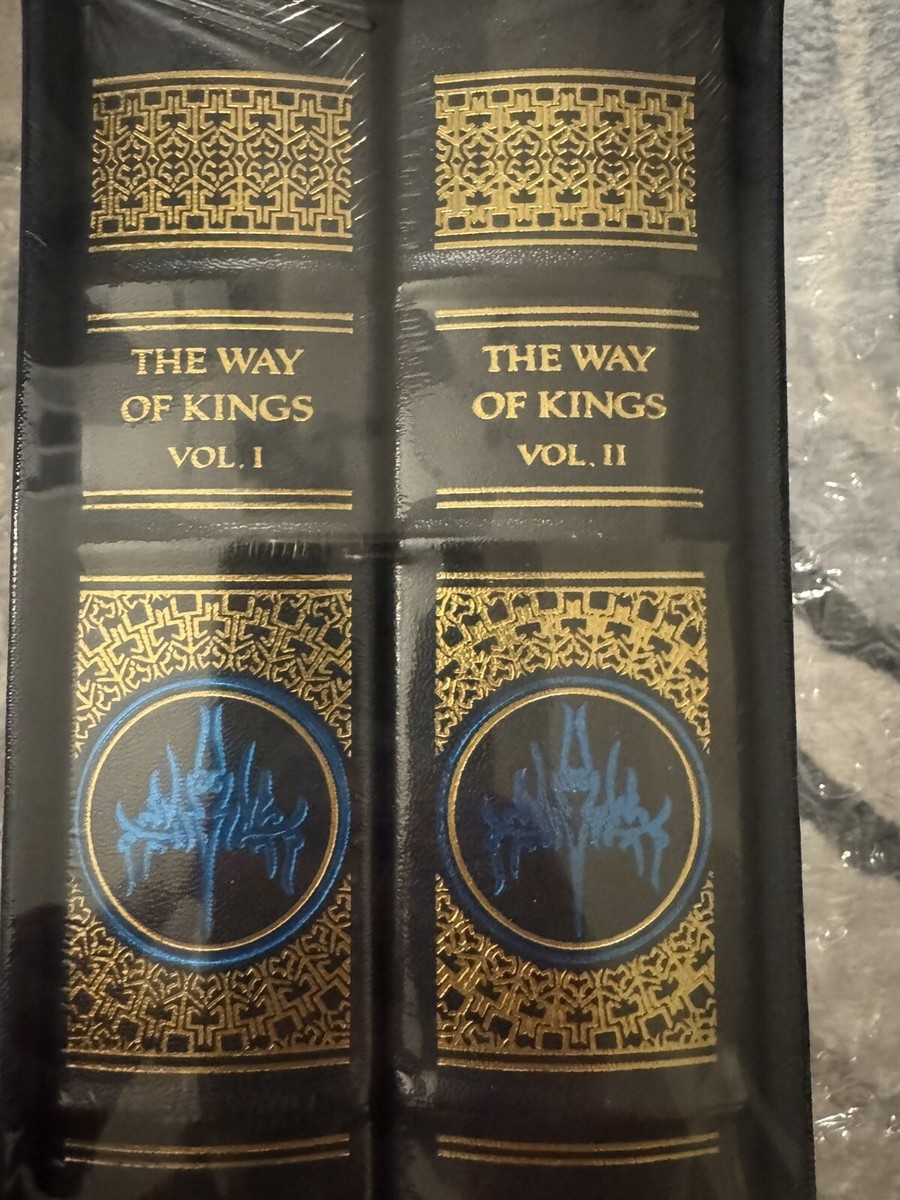 THE WAY
OF KINGS
VOL. I
THE WAY
OF KINGS
VOL. II